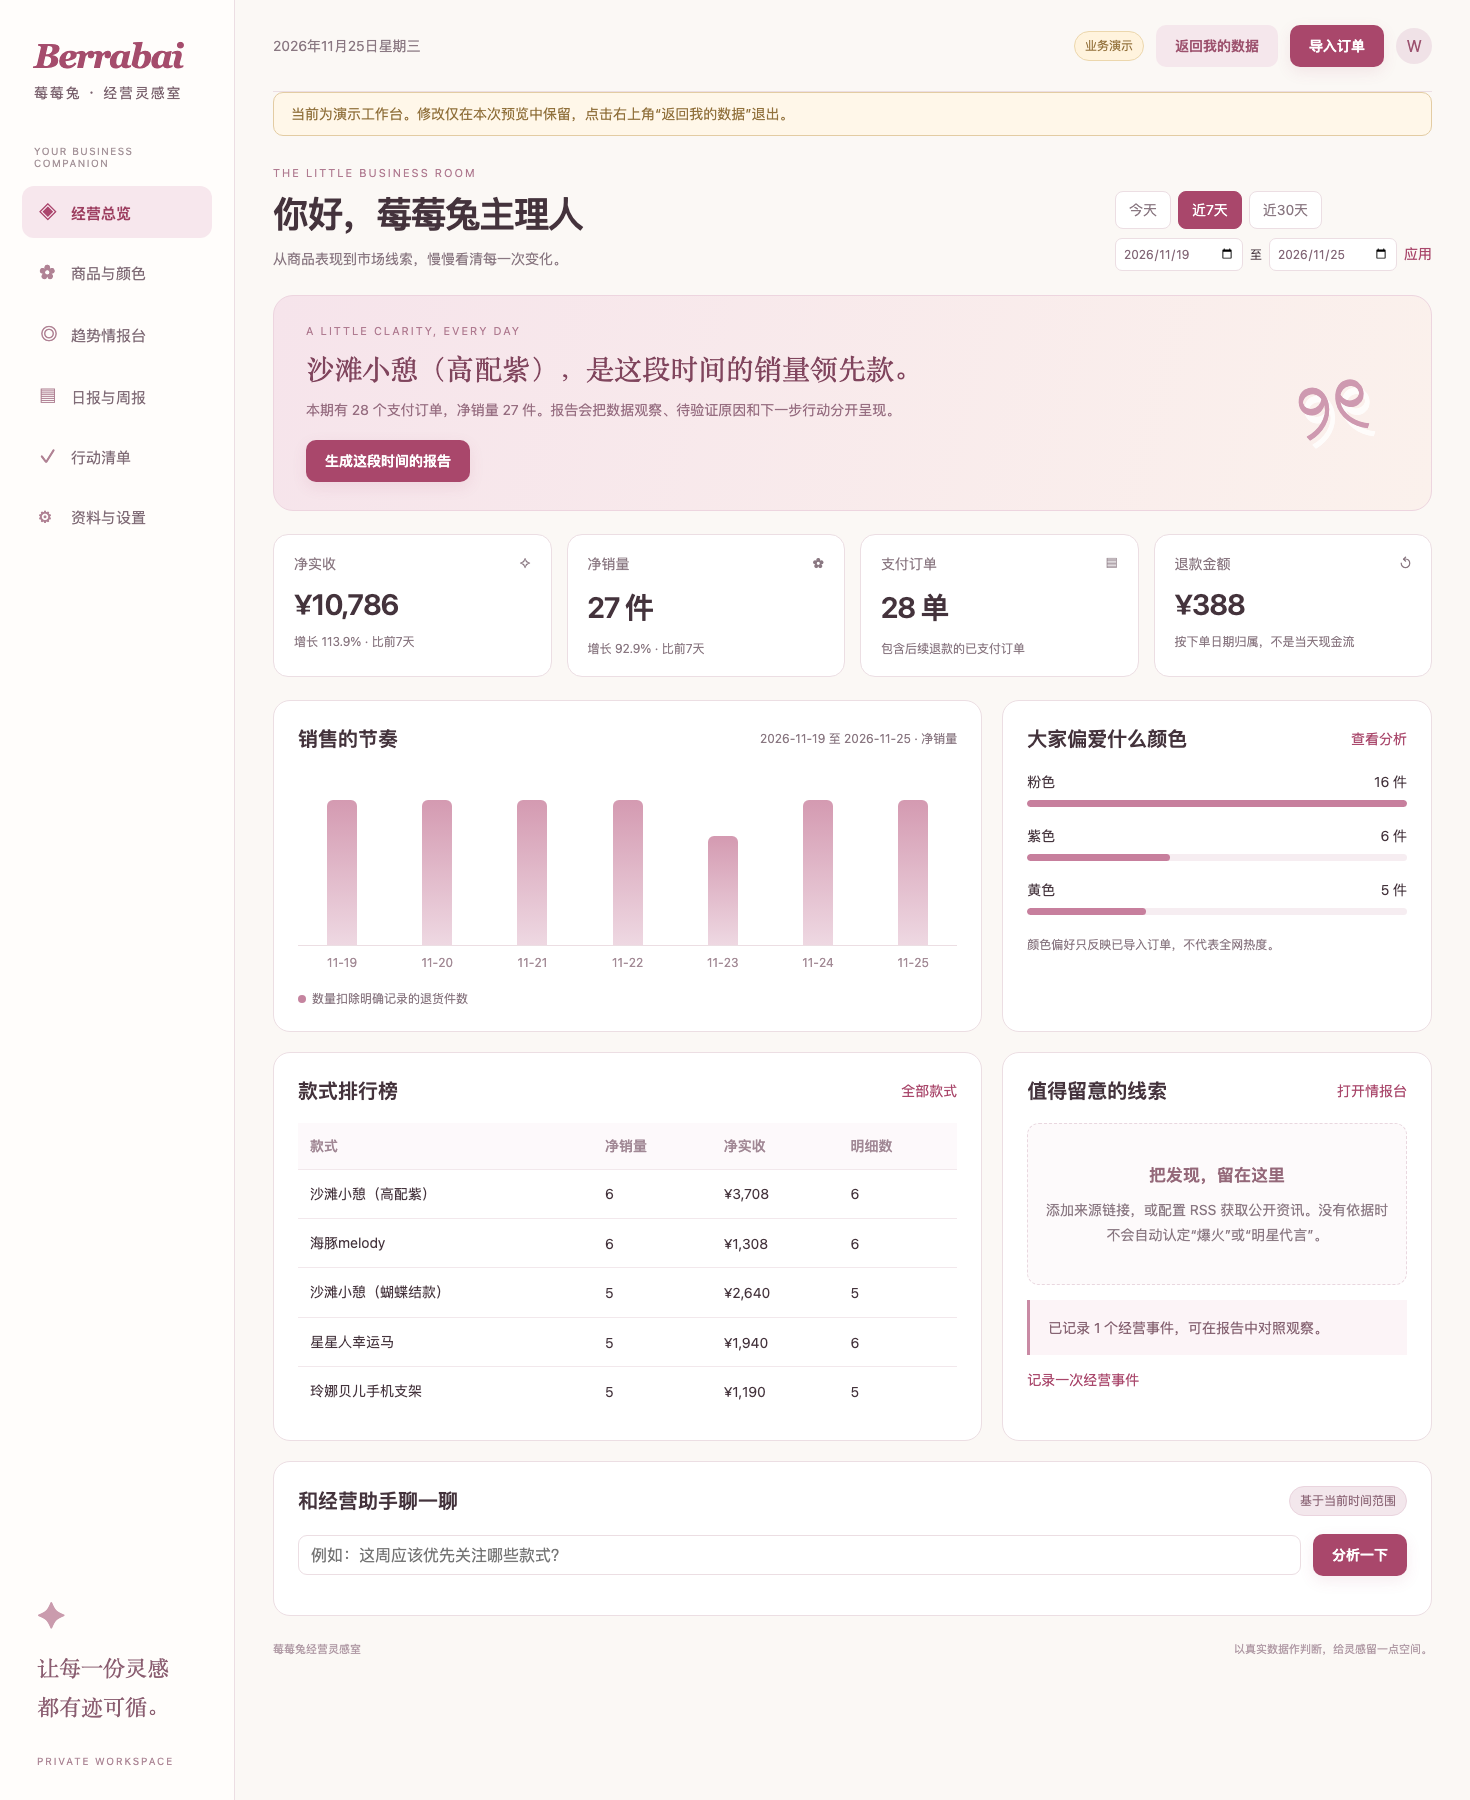 Berrabai
莓莓兔 · 经营灵感室
YOUR BUSINESS
COMPANION
经营总览
商品与颜色
趋势情报台
日报与周报
行动清单
资料与设置
让每一份灵感
都有迹可循。
PRIVATE WORKSPACE
2026年11月25日星期三
业务演示
返回我的数据
导入订单
W
当前为演示工作台。修改仅在本次预览中保留，点击右上角“返回我的数据”退出。
THE LITTLE BUSINESS ROOM
你好，莓莓兔主理人
从商品表现到市场线索，慢慢看清每一次变化。
今天
近7天
近30天
2026/11/19 至 2026/11/25 应用
A LITTLE CLARITY, EVERY DAY
沙滩小憩（高配紫），是这段时间的销量领先款。
本期有 28 个支付订单，净销量 27 件。报告会把数据观察、待验证原因和下一步行动分开呈现。
生成这段时间的报告
净实收
¥10,786
增长 113.9% · 比前7天
净销量
27 件
增长 92.9% · 比前7天
支付订单
28 单
包含后续退款的已支付订单
退款金额
¥388
按下单日期归属，不是当天现金流
销售的节奏
2026-11-19 至 2026-11-25 · 净销量
11-19 11-20 11-21 11-22 11-23 11-24 11-25
数量扣除明确记录的退货件数
大家偏爱什么颜色
查看分析
粉色 16 件
紫色 6 件
黄色 5 件
颜色偏好只反映已导入订单，不代表全网热度。
款式排行榜
全部款式
款式 净销量 净实收 明细数
沙滩小憩（高配紫） 6 ¥3,708 6
海豚melody 6 ¥1,308 6
沙滩小憩（蝴蝶结款） 5 ¥2,640 5
星星人幸运马 5 ¥1,940 6
玲娜贝儿手机支架 5 ¥1,190 5
值得留意的线索
打开情报台
把发现，留在这里
添加来源链接，或配置 RSS 获取公开资讯。没有依据时
不会自动认定“爆火”或“明星代言”。
已记录 1 个经营事件，可在报告中对照观察。
记录一次经营事件
和经营助手聊一聊
基于当前时间范围
例如：这周应该优先关注哪些款式？
分析一下
莓莓兔经营灵感室
以真实数据作判断，给灵感留一点空间。